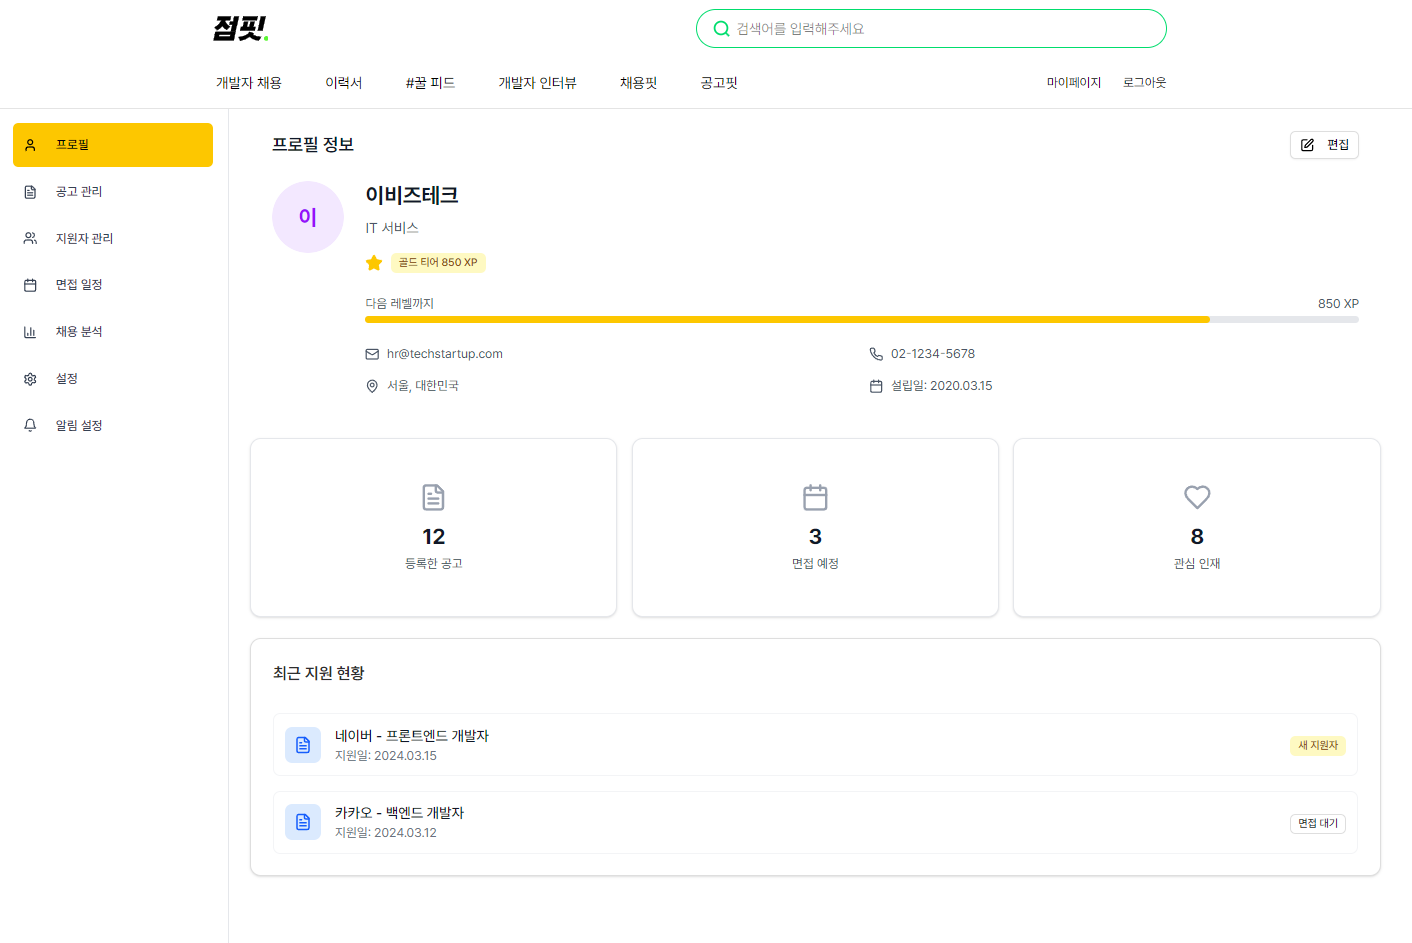 점핏.
검색어를 입력해주세요
개발자 채용 이력서 #꿀 피드 개발자 인터뷰 채용핏 공고핏 마이페이지 로그아웃
프로필
공고 관리
지원자 관리
면접 일정
채용 분석
설정
알림 설정
프로필 정보
편집
이
이비즈테크
IT 서비스
골드 티어 850 XP
다음 레벨까지 850 XP
hr@techstartup.com
02-1234-5678
서울, 대한민국
설립일: 2020.03.15
12
등록한 공고
3
면접 예정
8
관심 인재
최근 지원 현황
네이버 - 프론트엔드 개발자
지원일: 2024.03.15
새 지원자
카카오 - 백엔드 개발자
지원일: 2024.03.12
면접 대기